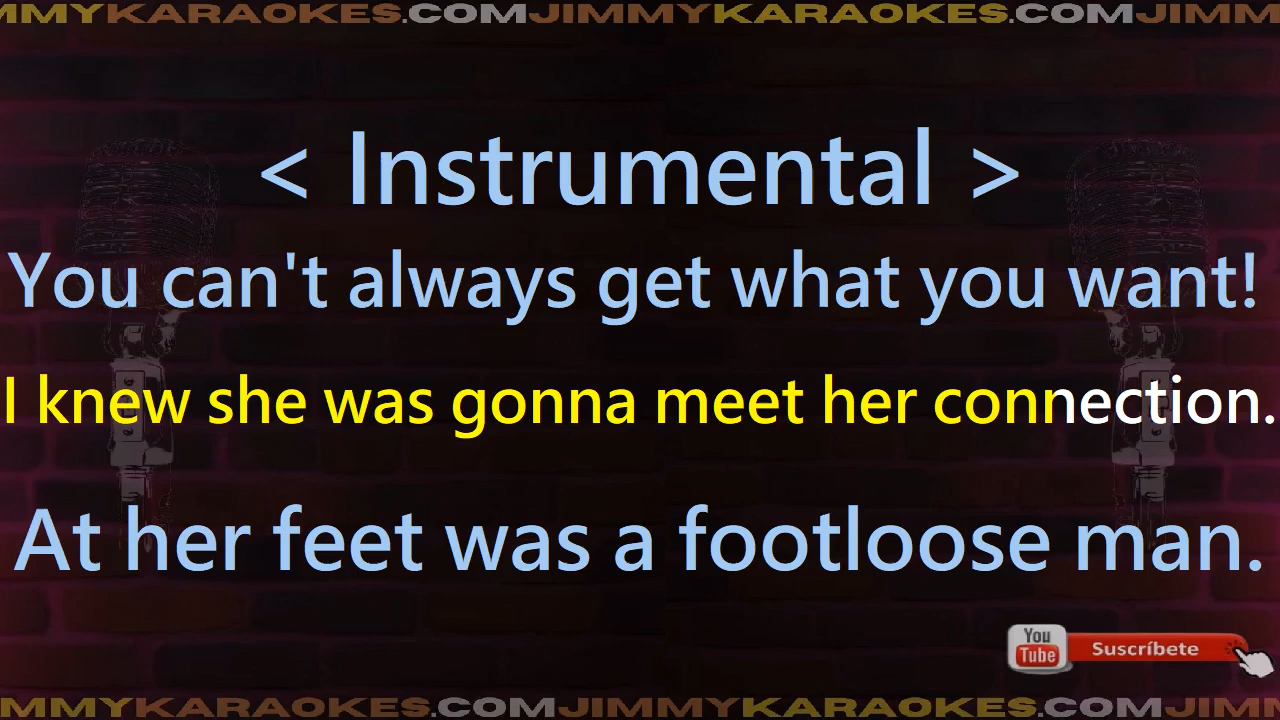 JIMMYKARAOKES.COMJIMMYKARAOKES.COMJIMM
< Instrumental >
You can't always get what you want!
I knew she was gonna meet her connection.
At her feet was a footloose man.
You
Tube
Suscríbete
MMYKARAOKES.COMJIMMYKARAOKES.COMJIMM